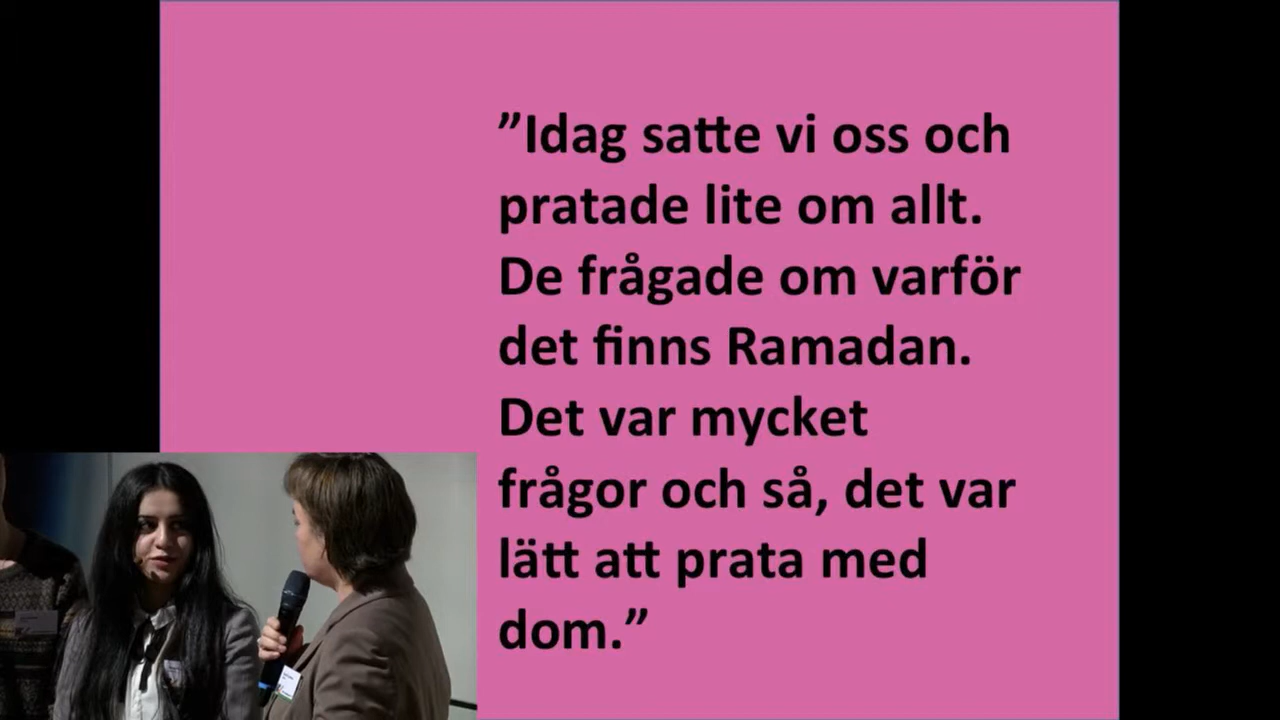 ”Idag satte vi oss och
pratade lite om allt.
De frågade om varför
det finns Ramadan.
Det var mycket
frågor och så, det var
lätt att prata med
dom.”